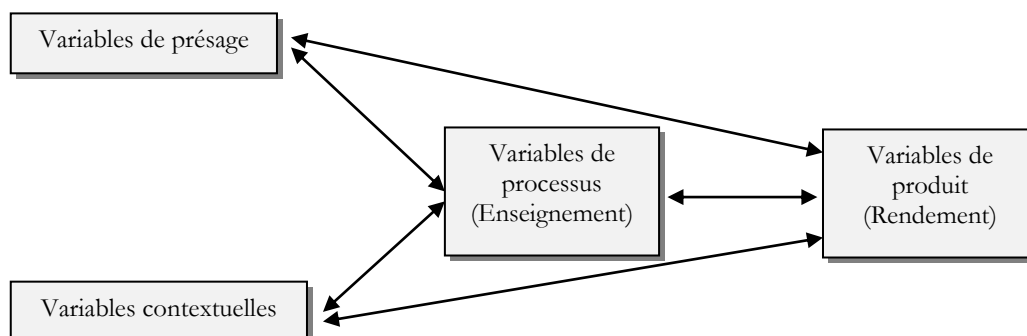 Variables de présage
Variables de
processus
(Enseignement)
Variables de
produit
(Rendement)
Variables contextuelles